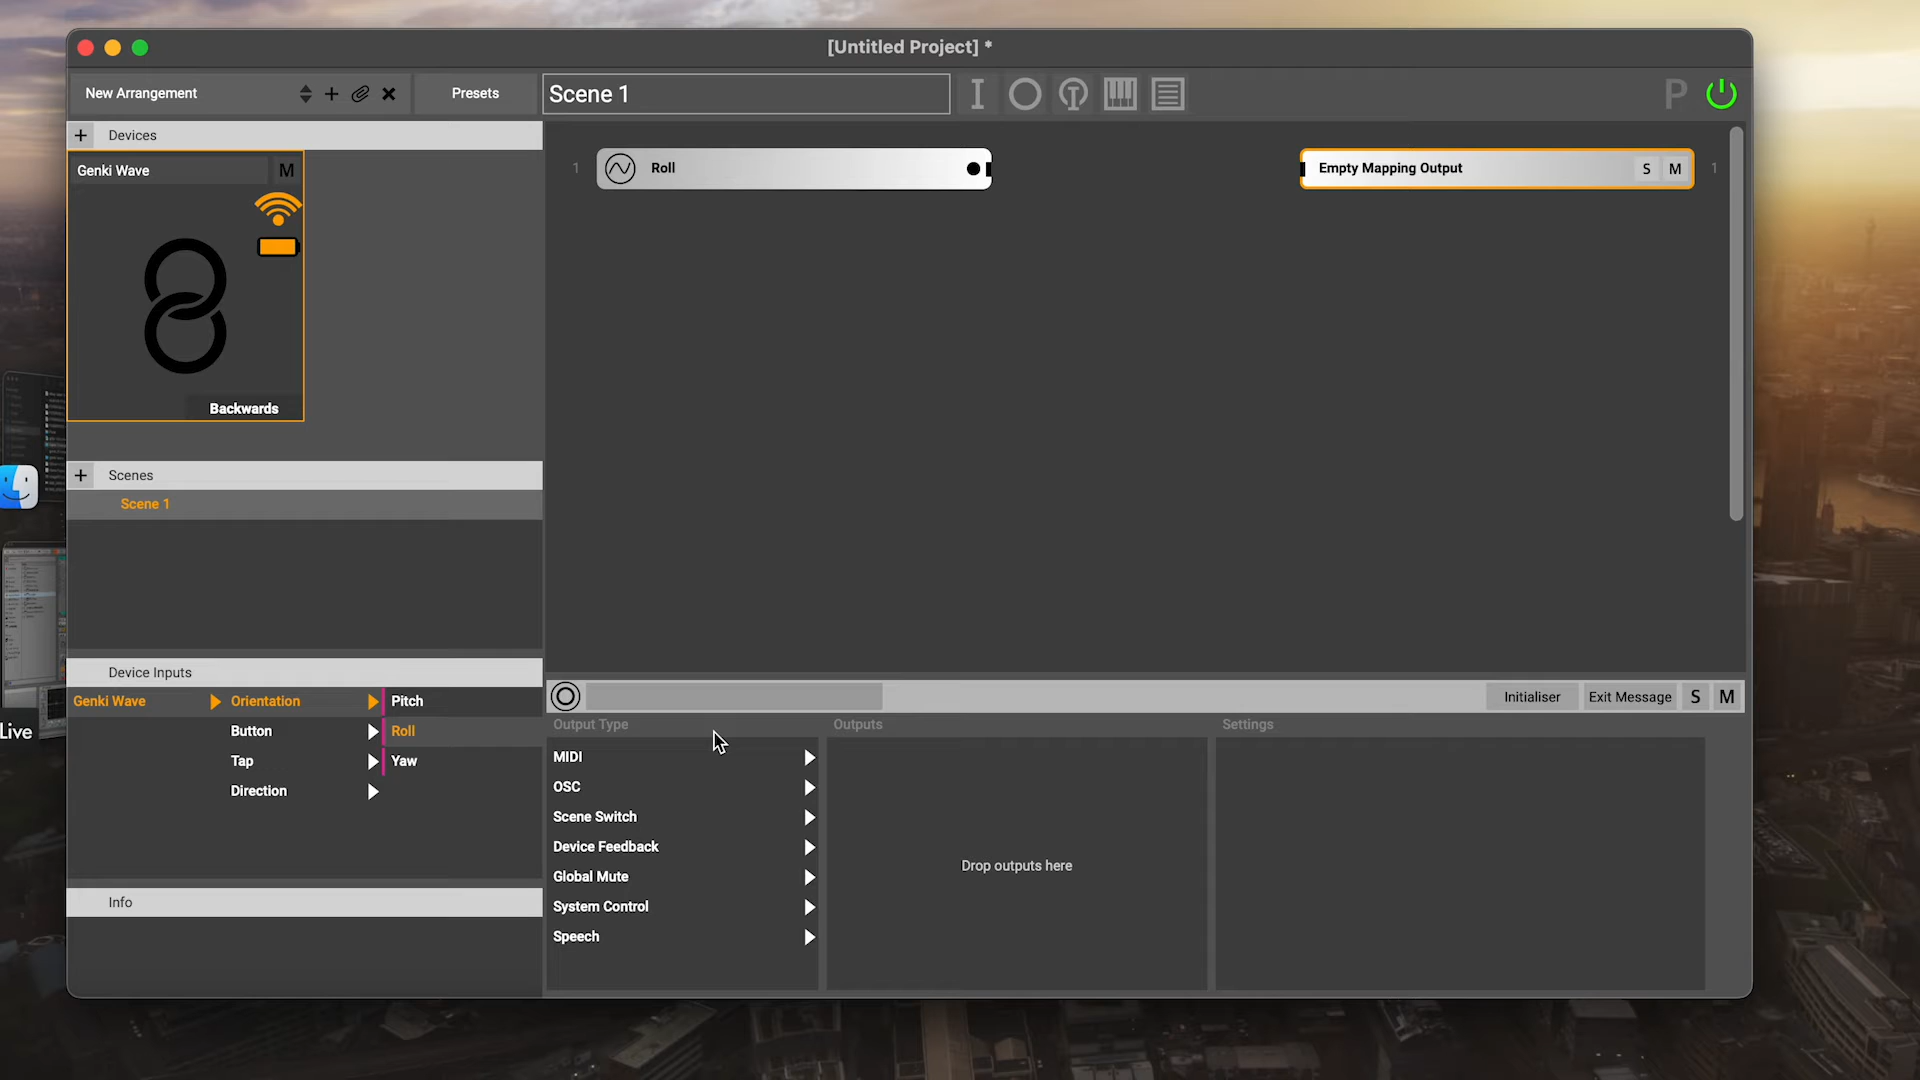 [Untitled Project] *
New Arrangement
Presets
Scene 1
P
Devices
Genki Wave
M
Backwards
1
Roll
Empty Mapping Output
S
M
1
Scenes
Scene 1
Device Inputs
Genki Wave
Orientation
Pitch
Button
Roll
Tap
Yaw
Direction
Live
Info
Initialiser
Exit Message
S
M
Output Type
Outputs
Settings
MIDI
OSC
Scene Switch
Device Feedback
Global Mute
System Control
Speech
Drop outputs here